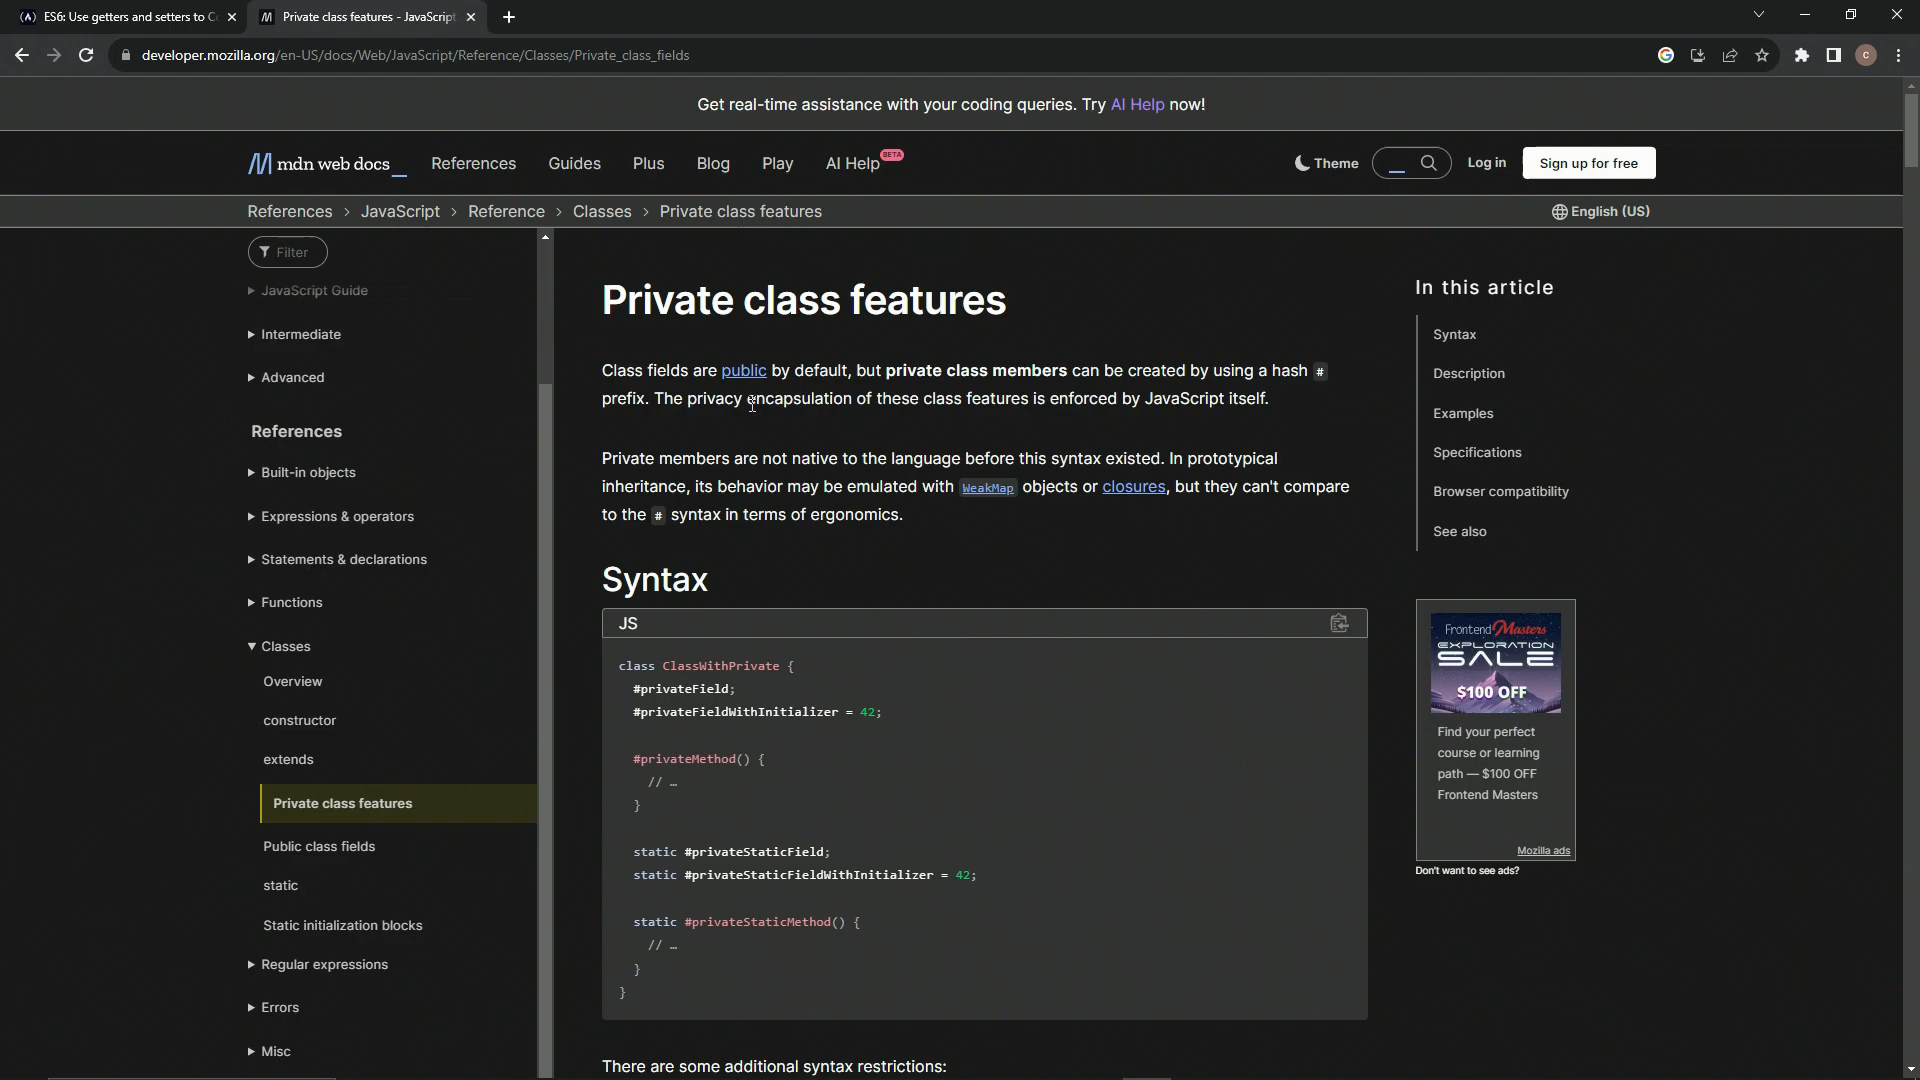 ES6: Use getters and setters to C
Private class features - JavaScript
developer.mozilla.org/en-US/docs/Web/JavaScript/Reference/Classes/Private_class_fields
C
Get real-time assistance with your coding queries. Try AI Help now!
mdn web docs_
References
Guides
Plus
Blog
Play
AI Help
BETA
Theme
Log in
Sign up for free
References > JavaScript > Reference > Classes > Private class features
English (US)
Filter
JavaScript Guide
Intermediate
Advanced
References
Built-in objects
Expressions & operators
Statements & declarations
Functions
Classes
Overview
constructor
extends
Private class features
Public class fields
static
Static initialization blocks
Regular expressions
Errors
Misc
Private class features
Class fields are public by default, but private class members can be created by using a hash #
prefix. The privacy encapsulation of these class features is enforced by JavaScript itself.
Private members are not native to the language before this syntax existed. In prototypical
inheritance, its behavior may be emulated with WeakMap objects or closures, but they can't compare
to the # syntax in terms of ergonomics.
Syntax
JS
class ClassWithPrivate {
#privateField;
#privateFieldWithInitializer = 42;
#privateMethod() {
// …
}
static #privateStaticField;
static #privateStaticFieldWithInitializer = 42;
static #privateStaticMethod() {
// …
}
}
There are some additional syntax restrictions:
In this article
Syntax
Description
Examples
Specifications
Browser compatibility
See also
Frontend Masters
EXPLORATION
SALE
$100 OFF
Find your perfect
course or learning
path — $100 OFF
Frontend Masters
Mozilla ads
Don't want to see ads?